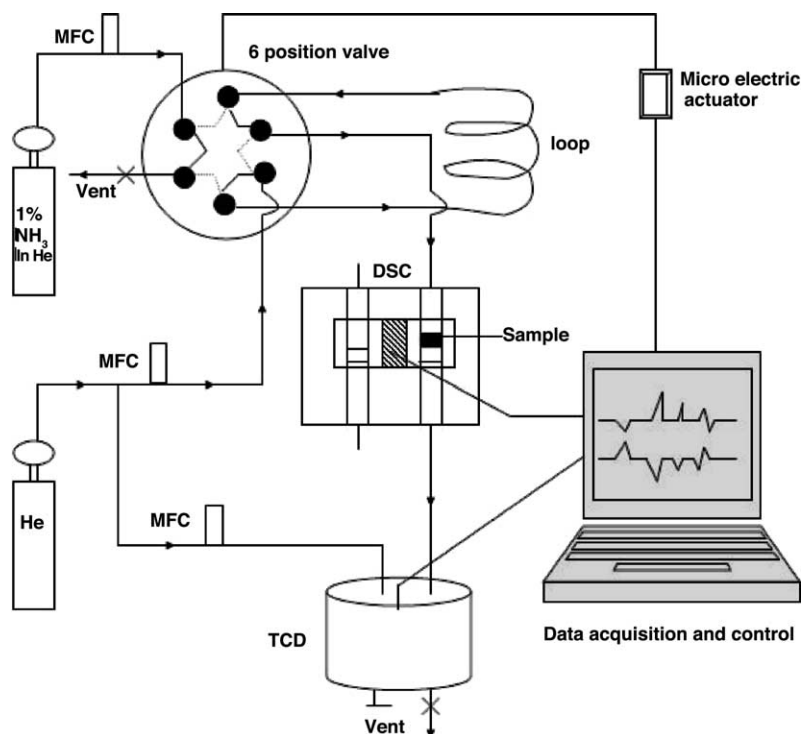 MFC
6 position valve
Micro electric
actuator
loop
Vent
1%
NH₃
In He
DSC
Sample
MFC
He
MFC
TCD
Data acquisition and control
Vent